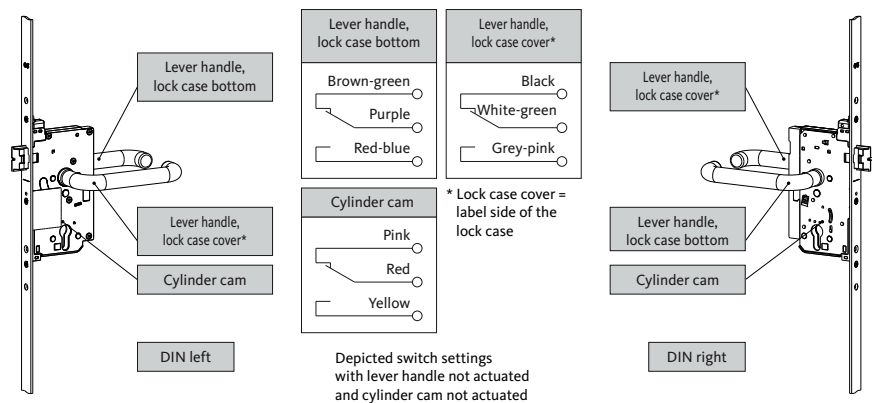 Lever handle,
lock case bottom
Lever handle,
lock case cover*
Cylinder cam
DIN left
Lever handle,
lock case bottom
Brown-green
Purple
Red-blue
Lever handle,
lock case cover*
Black
White-green
Grey-pink
Cylinder cam
Pink
Red
Yellow
* Lock case cover =
label side of the
lock case
Depicted switch settings
with lever handle not actuated
and cylinder cam not actuated
Lever handle,
lock case cover*
Lever handle,
lock case bottom
Cylinder cam
DIN right